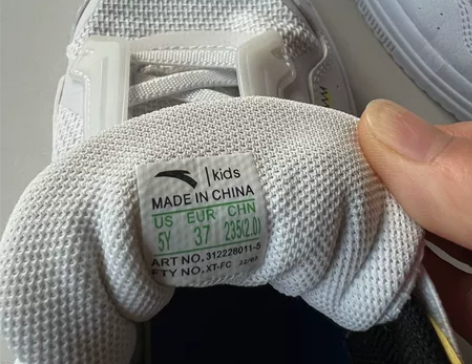 kids
MADE IN CHINA
US EUR CHN
5Y 37 235(2.0)
ART NO.312228011-5
FTY NO.XT-FC